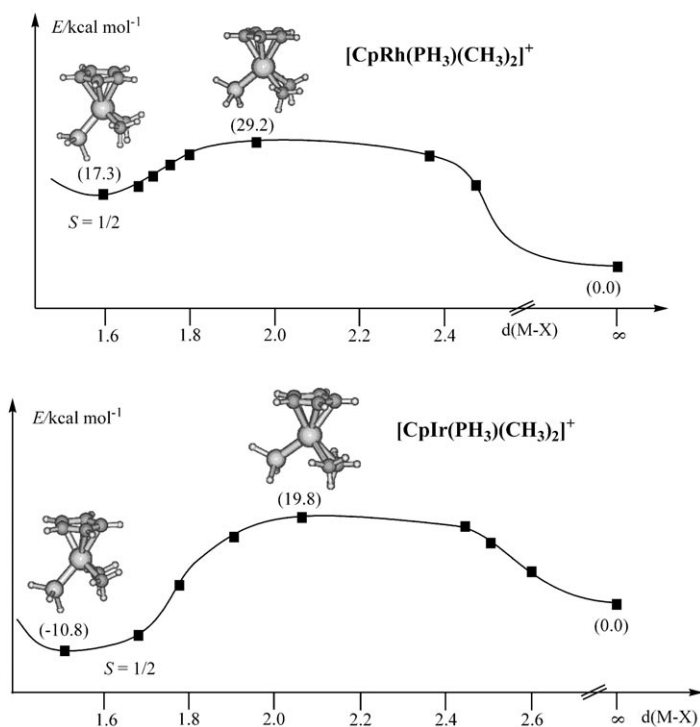 E/kcal mol⁻¹
[CpRh(PH₃)(CH₃)₂]⁺
(29.2)
(17.3)
S = 1/2
(0.0)
1.6 1.8 2.0 2.2 2.4 d(M-X) ∞
E/kcal mol⁻¹
[CpIr(PH₃)(CH₃)₂]⁺
(19.8)
(-10.8)
(0.0)
S = 1/2
1.6 1.8 2.0 2.2 2.4 2.6 ∞ d(M-X)